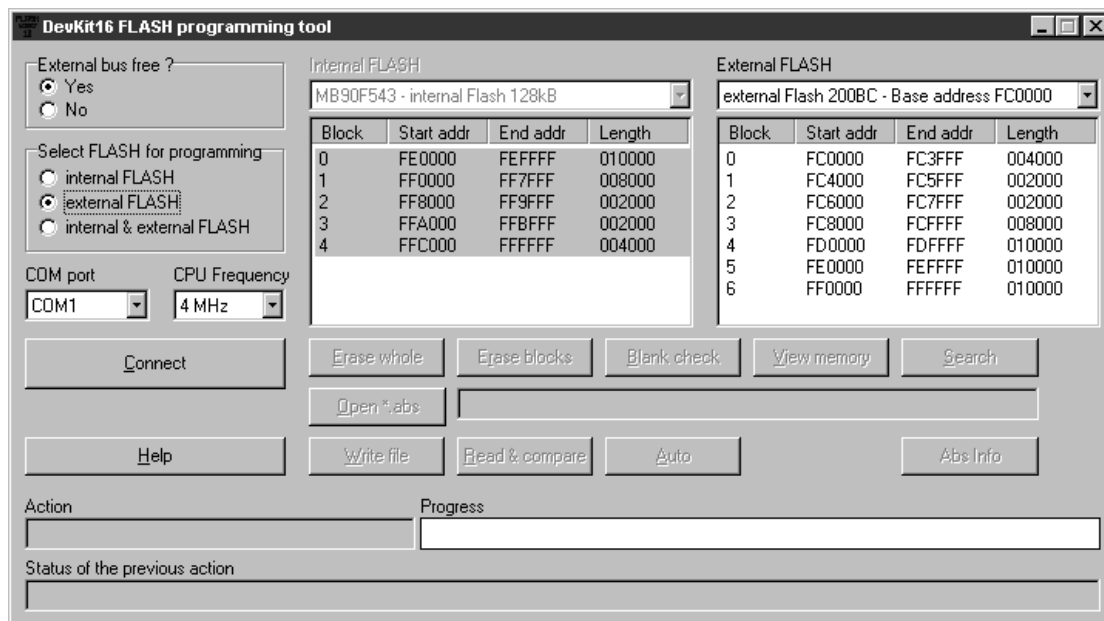 DevKit16 FLASH programming tool
External bus free ?
Yes
No
Select FLASH for programming
internal FLASH
external FLASH
internal & external FLASH
COM port CPU Frequency
COM1 4 MHz
Connect
Help
Internal FLASH
MB90F543 - internal Flash 128kB
Block Start addr End addr Length
0 FE0000 FEFFFF 010000
1 FF0000 FF7FFF 008000
2 FF8000 FF9FFF 002000
3 FFA000 FFBFFF 002000
4 FFC000 FFFFFF 004000
External FLASH
external Flash 200BC - Base address FC0000
Block Start addr End addr Length
0 FC0000 FC3FFF 004000
1 FC4000 FC5FFF 002000
2 FC6000 FC7FFF 002000
3 FC8000 FCFFFF 008000
4 FD0000 FDFFFF 010000
5 FE0000 FEFFFF 010000
6 FF0000 FFFFFF 010000
Erase whole Erase blocks Blank check View memory Search
Open *.abs
Write file Read & compare Auto Abs Info
Action Progress
Status of the previous action